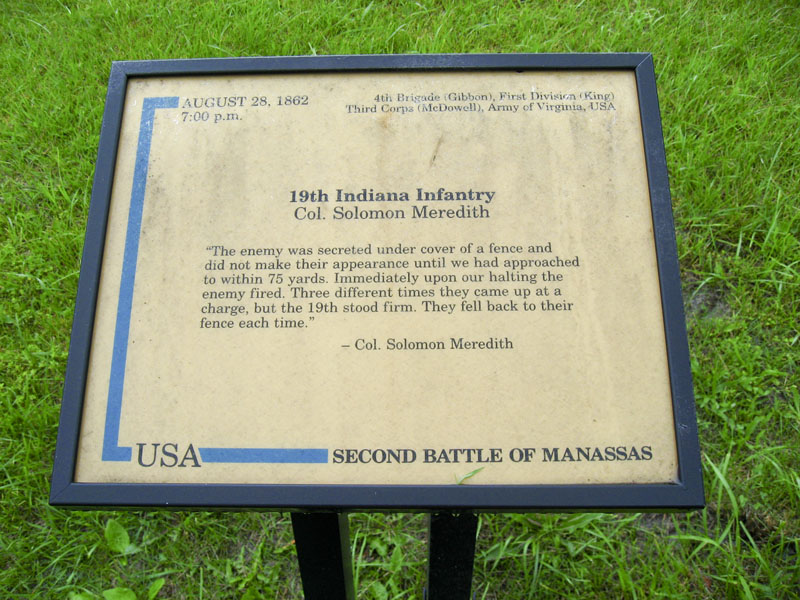 AUGUST 28, 1862
7:00 p.m.
4th Brigade (Gibbon), First Division (King)
Third Corps (McDowell), Army of Virginia, USA
19th Indiana Infantry
Col. Solomon Meredith
“The enemy was secreted under cover of a fence and
did not make their appearance until we had approached
to within 75 yards. Immediately upon our halting the
enemy fired. Three different times they came up at a
charge, but the 19th stood firm. They fell back to their
fence each time.”
– Col. Solomon Meredith
USA
SECOND BATTLE OF MANASSAS